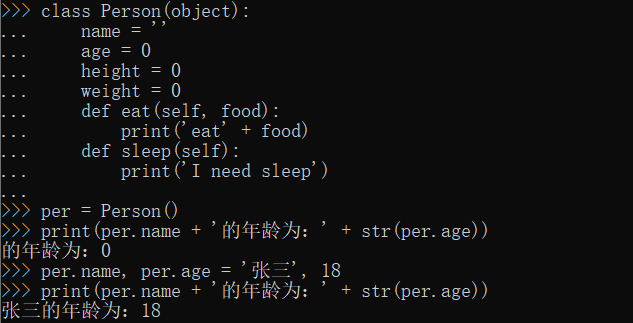 >>> class Person(object):
...     name = ''
...     age = 0
...     height = 0
...     weight = 0
...     def eat(self, food):
...         print('eat' + food)
...     def sleep(self):
...         print('I need sleep')
...
>>> per = Person()
>>> print(per.name + '的年龄为：' + str(per.age))
的年龄为：0
>>> per.name, per.age = '张三', 18
>>> print(per.name + '的年龄为：' + str(per.age))
张三的年龄为：18